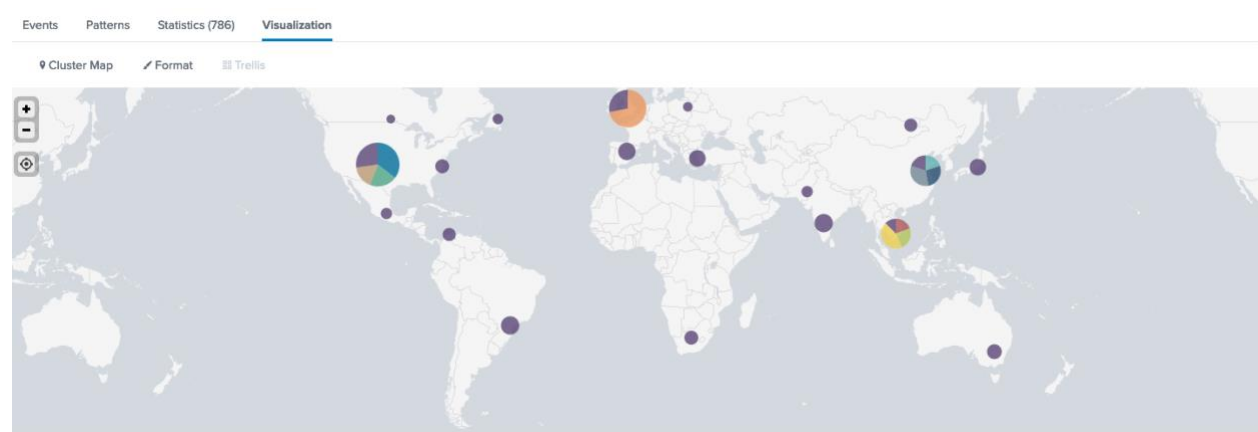 Events Patterns Statistics (786) Visualization
Cluster Map Format Trellis
+
-